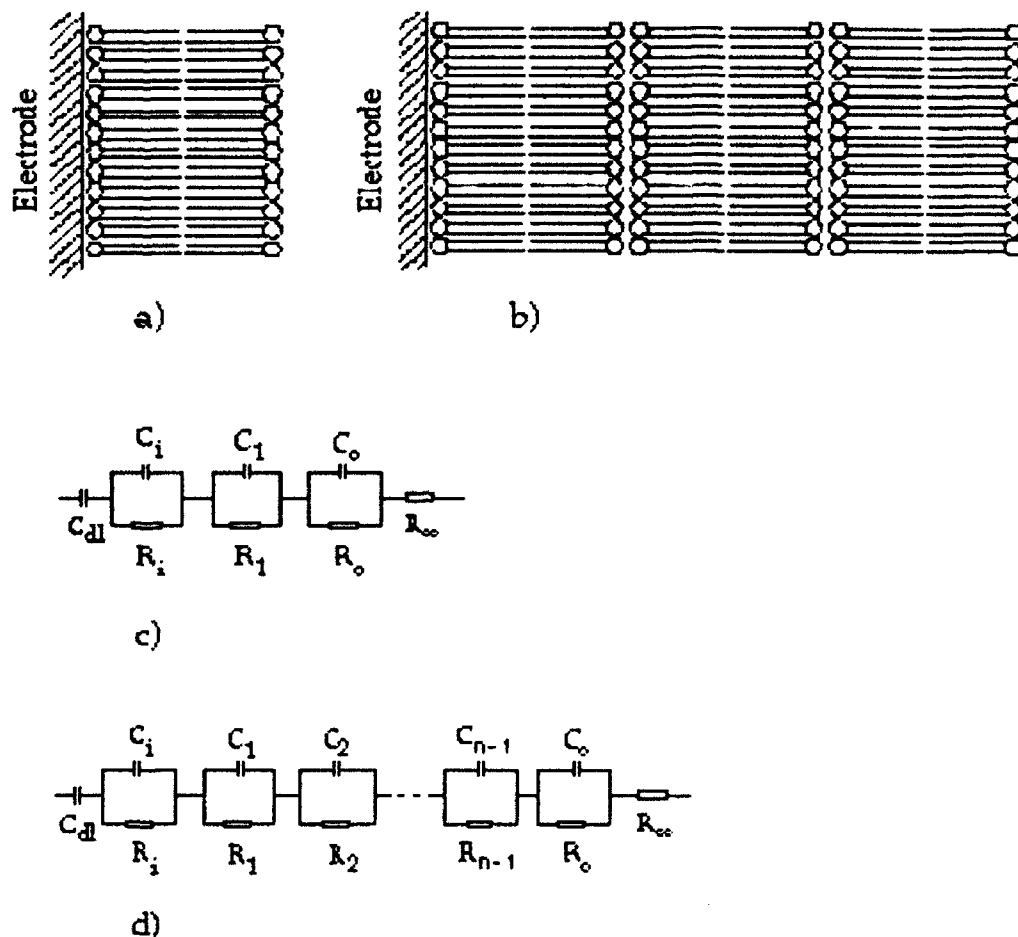 Electrode
Electrode
a)
b)
C_i C_1 C_o
C_dl R_∞
R_i R_1 R_o
c)
C_i C_1 C_2 C_n-1 C_o
C_dl R_∞
R_i R_1 R_2 R_n-1 R_o
d)